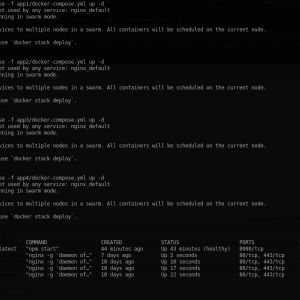 se -f app1/docker-compose.yml up -d
ot used by any service: nginx_default
nning in swarm mode.
vices to multiple nodes in a swarm. All containers will be scheduled on the current node.
use `docker stack deploy`.
se -f app2/docker-compose.yml up -d
ot used by any service: nginx_default
nning in swarm mode.
vices to multiple nodes in a swarm. All containers will be scheduled on the current node.
use `docker stack deploy`.
se -f app3/docker-compose.yml up -d
ot used by any service: nginx_default
nning in swarm mode.
vices to multiple nodes in a swarm. All containers will be scheduled on the current node.
use `docker stack deploy`.
se -f app4/docker-compose.yml up -d
ot used by any service: nginx_default
nning in swarm mode.
vices to multiple nodes in a swarm. All containers will be scheduled on the current node.
use `docker stack deploy`.
COMMAND CREATED STATUS PORTS
latest "npm start" 44 minutes ago Up 43 minutes (healthy) 8080/tcp
"nginx -g 'daemon of…" 7 days ago Up 2 seconds 80/tcp, 443/tcp
"nginx -g 'daemon of…" 10 days ago Up 10 seconds 80/tcp, 443/tcp
"nginx -g 'daemon of…" 10 days ago Up 17 seconds 80/tcp, 443/tcp
"nginx -g 'daemon of…" 10 days ago Up 22 seconds 80/tcp, 443/tcp